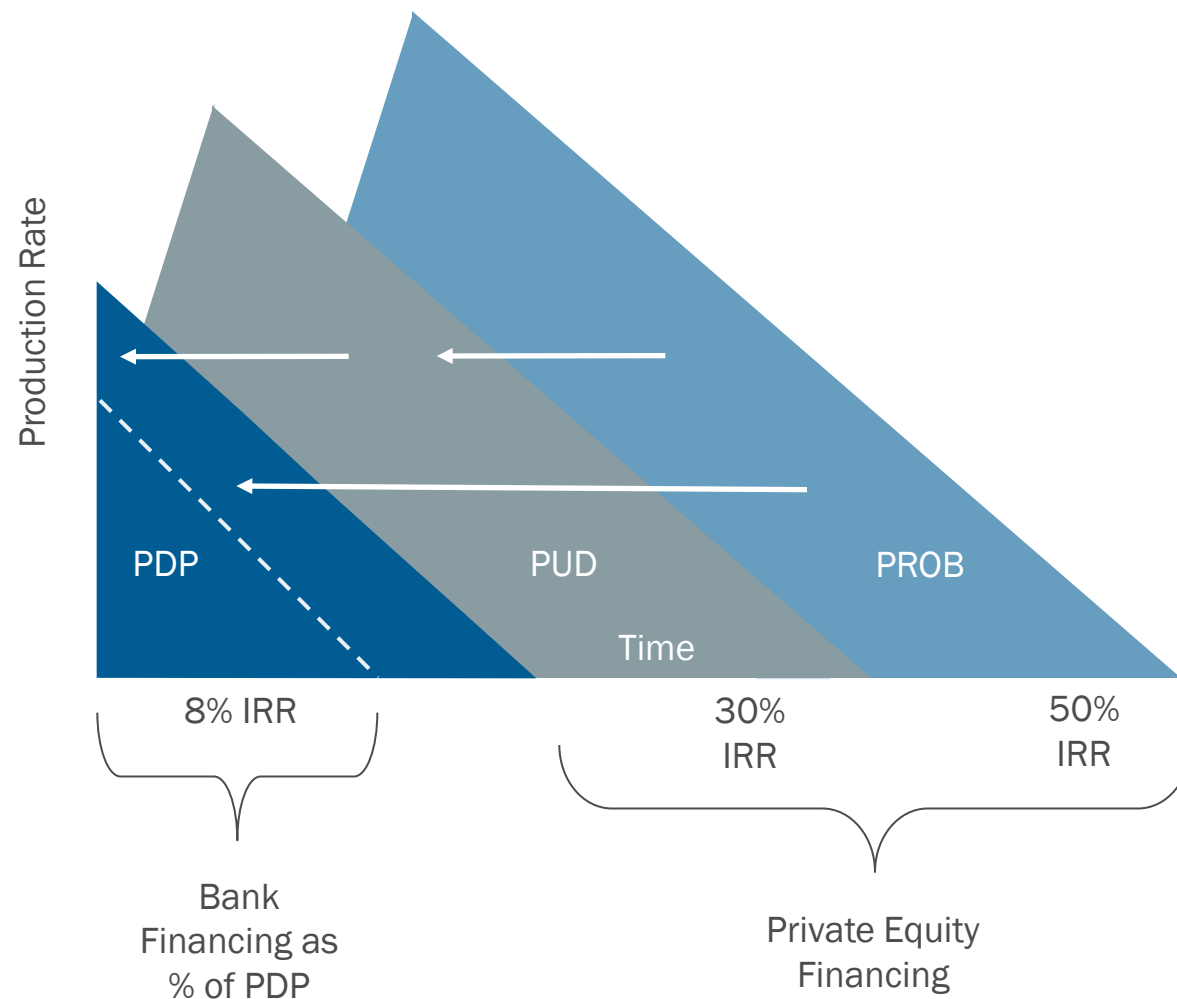 Production Rate
PDP
PUD
PROB
Time
8% IRR
30%
IRR
50%
IRR
Bank
Financing as
% of PDP
Private Equity
Financing